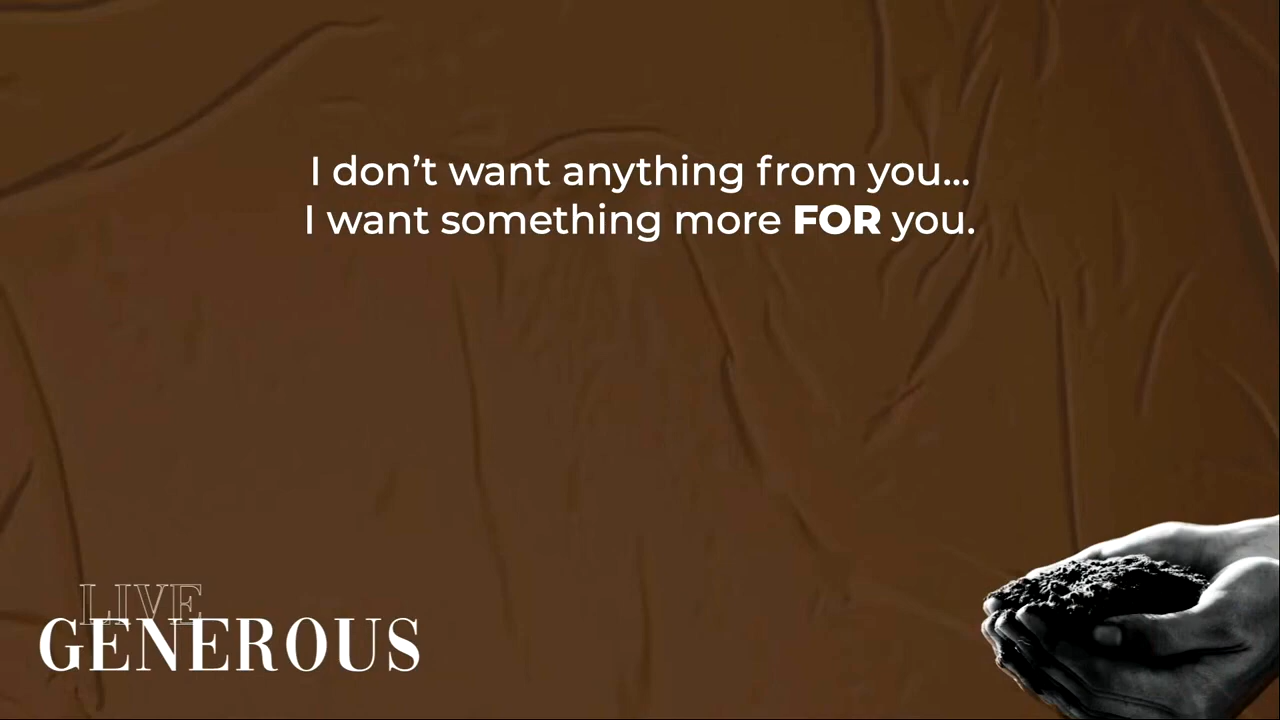 I don’t want anything from you...
I want something more FOR you.
LIVE
GENEROUS